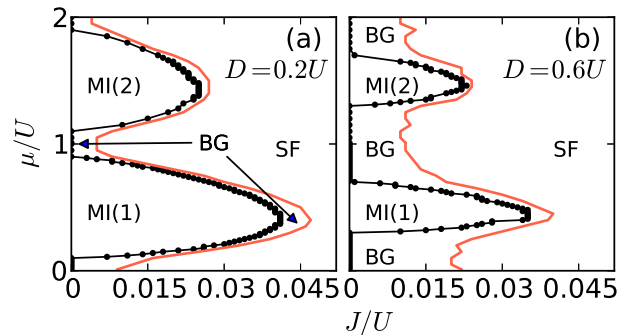 2
1
0
μ/U
(a)
D=0.2U
MI(2)
BG
SF
MI(1)
0
0.015
0.03
0.045
(b)
D=0.6U
BG
MI(2)
BG
SF
MI(1)
BG
0
0.015
0.03
0.045
J/U